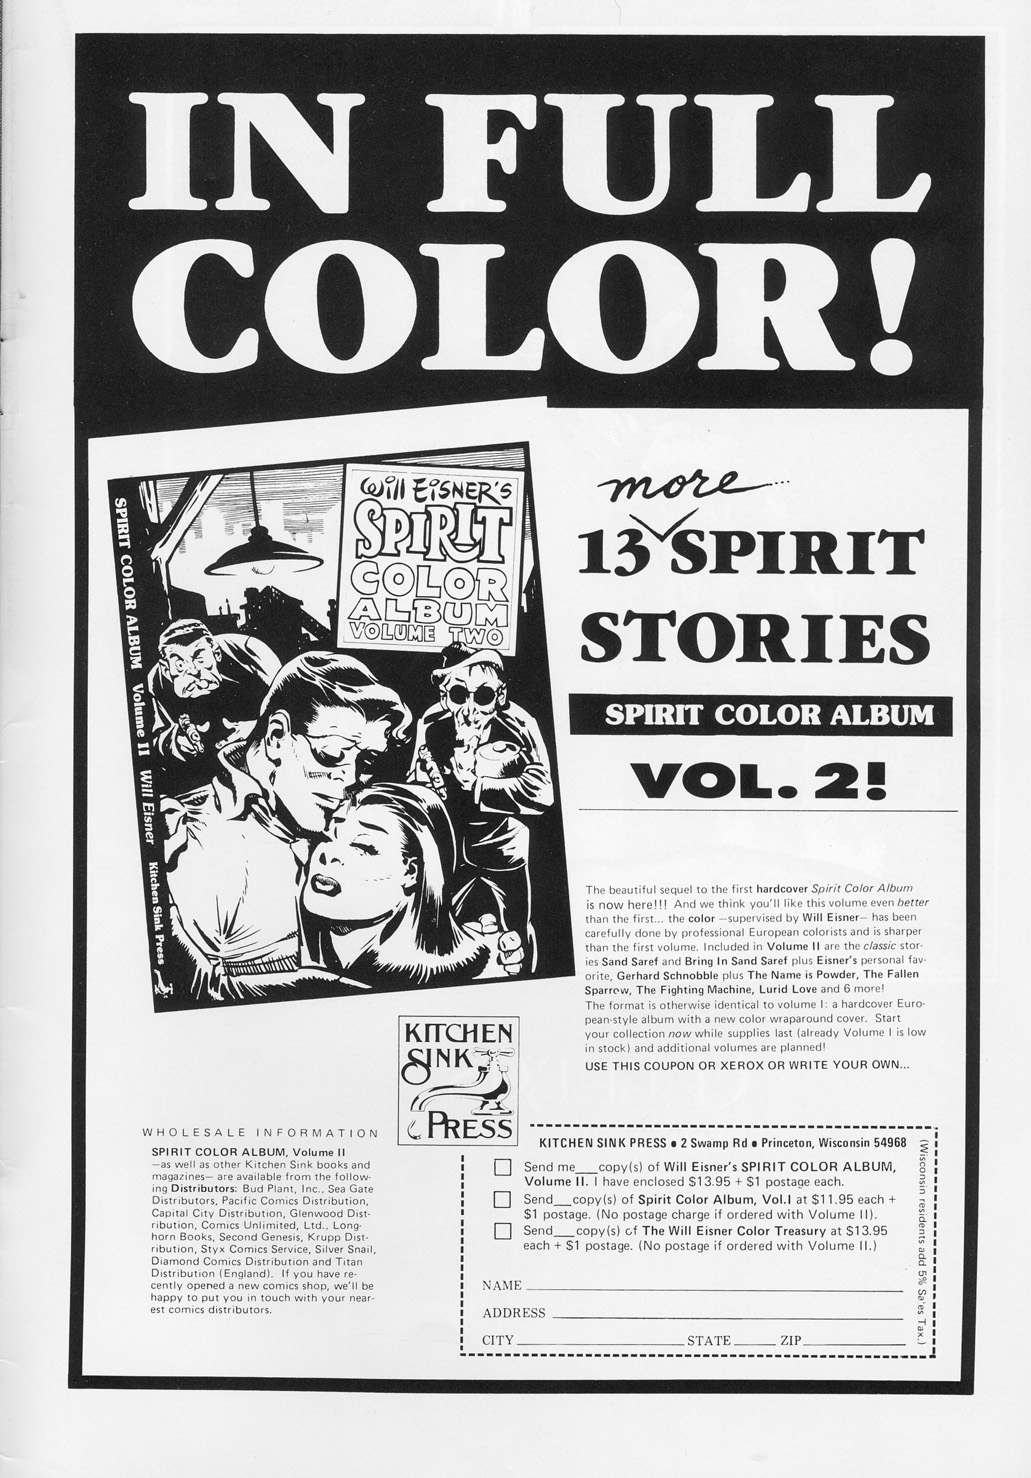 IN FULL
COLOR!
Will EiSNER'S
SPIRIT
COLOR
ALBUM
VOLUME TWO
SPIRIT COLOR ALBUM Volume II Will Eisner Kitchen Sink Press
more...
13 SPIRIT
STORIES
SPIRIT COLOR ALBUM
VOL. 2!
The beautiful sequel to the first hardcover Spirit Color Album
is now here!!! And we think you'll like this volume even better
than the first... the color —supervised by Will Eisner— has been
carefully done by professional European colorists and is sharper
than the first volume. Included in Volume II are the classic stor-
ies Sand Saref and Bring In Sand Saref plus Eisner's personal fav-
orite, Gerhard Schnobble plus The Name is Powder, The Fallen
Sparrow, The Fighting Machine, Lurid Love and 6 more!
The format is otherwise identical to volume I: a hardcover Euro-
pean-style album with a new color wraparound cover. Start
your collection now while supplies last (already Volume I is low
in stock) and additional volumes are planned!
USE THIS COUPON OR XEROX OR WRITE YOUR OWN...
KITCHEN
SINK
PRESS
WHOLESALE INFORMATION
SPIRIT COLOR ALBUM, Volume II
—as well as other Kitchen Sink books and
magazines— are available from the follow-
ing Distributors: Bud Plant, Inc., Sea Gate
Distributors, Pacific Comics Distribution,
Capital City Distribution, Glenwood Dist-
ribution, Comics Unlimited, Ltd., Long-
horn Books, Second Genesis, Krupp Dist-
ribution, Styx Comics Service, Silver Snail,
Diamond Comics Distribution and Titan
Distribution (England). If you have re-
cently opened a new comics shop, we'll be
happy to put you in touch with your near-
est comics distributors.
KITCHEN SINK PRESS • 2 Swamp Rd • Princeton, Wisconsin 54968
Send me___copy(s) of Will Eisner's SPIRIT COLOR ALBUM,
Volume II. I have enclosed $13.95 + $1 postage each.
Send___copy(s) of Spirit Color Album, Vol.I at $11.95 each +
$1 postage. (No postage charge if ordered with Volume II).
Send___copy(s) of The Will Eisner Color Treasury at $13.95
each + $1 postage. (No postage if ordered with Volume II.)
NAME
ADDRESS
CITY STATE ZIP
(Wisconsin residents add 5% Sales Tax.)